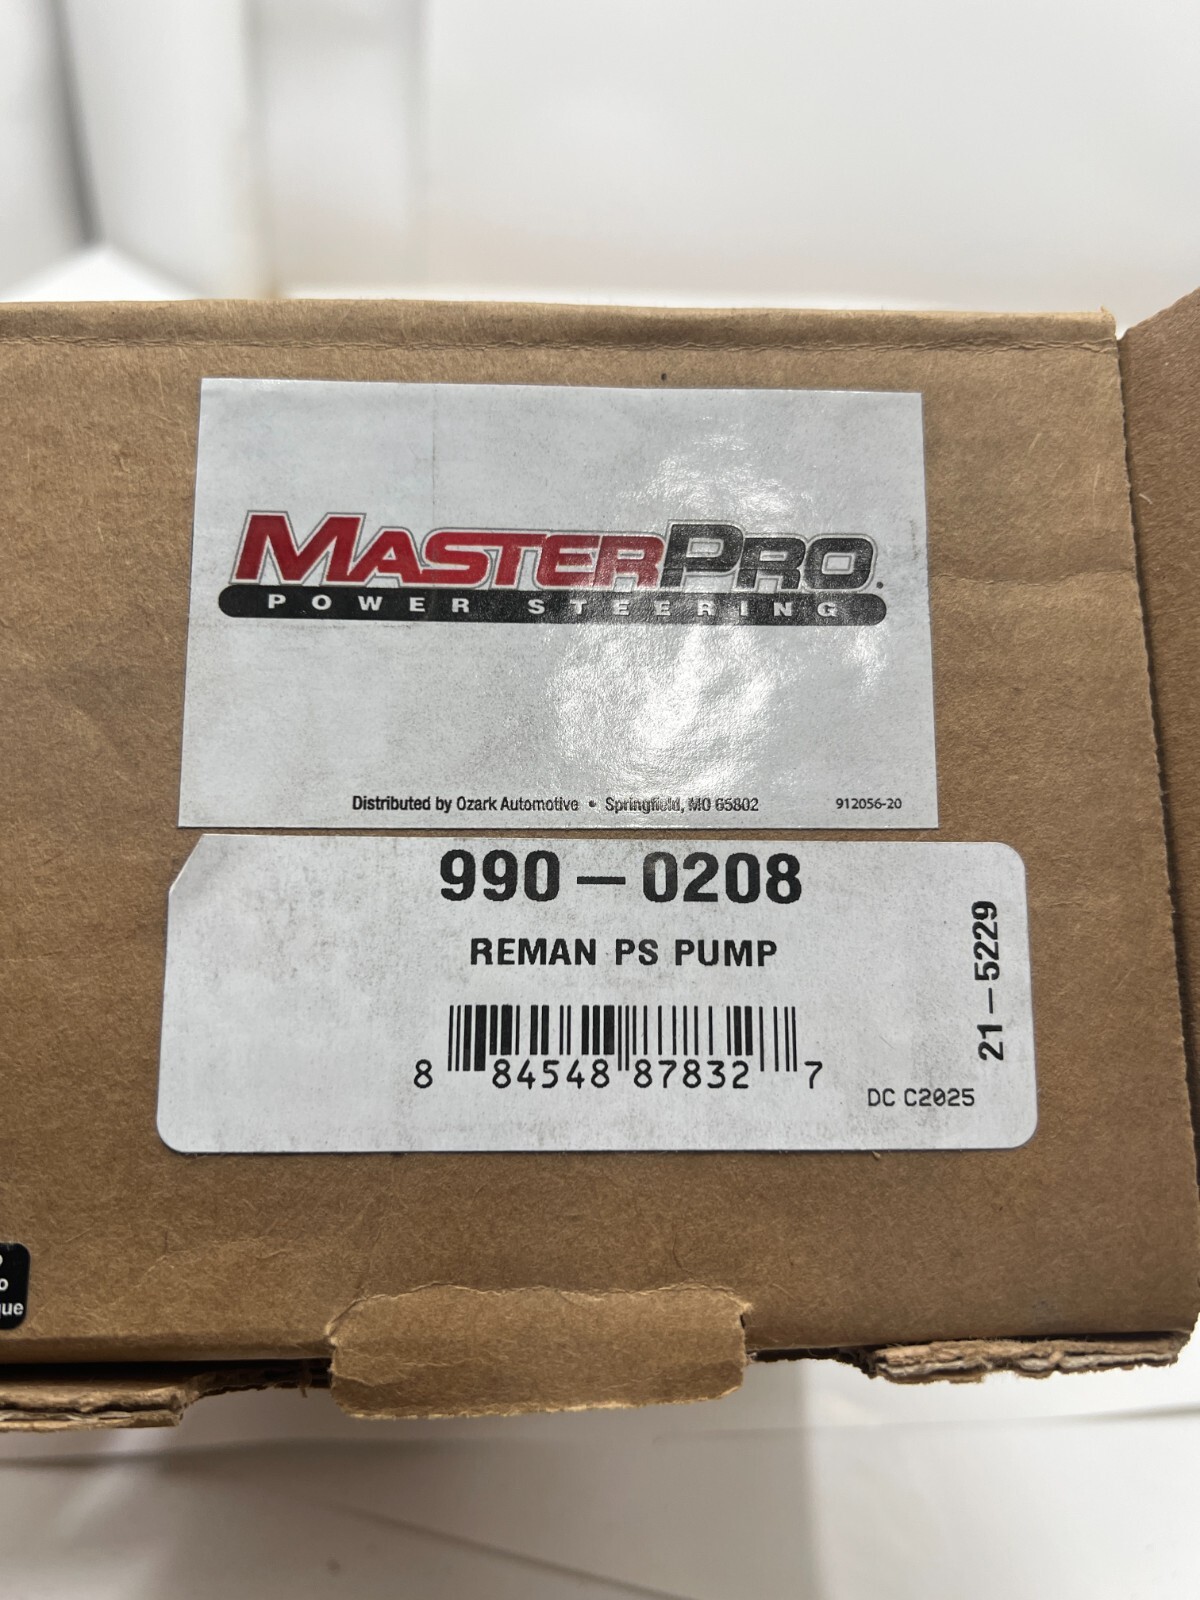 MASTERPRO.
POWER STEERING
Distributed by Ozark Automotive • Springfield, MO 65802
912056-20
990-0208
REMAN PS PUMP
21-5229
8 84548 87832 7
DC C2025